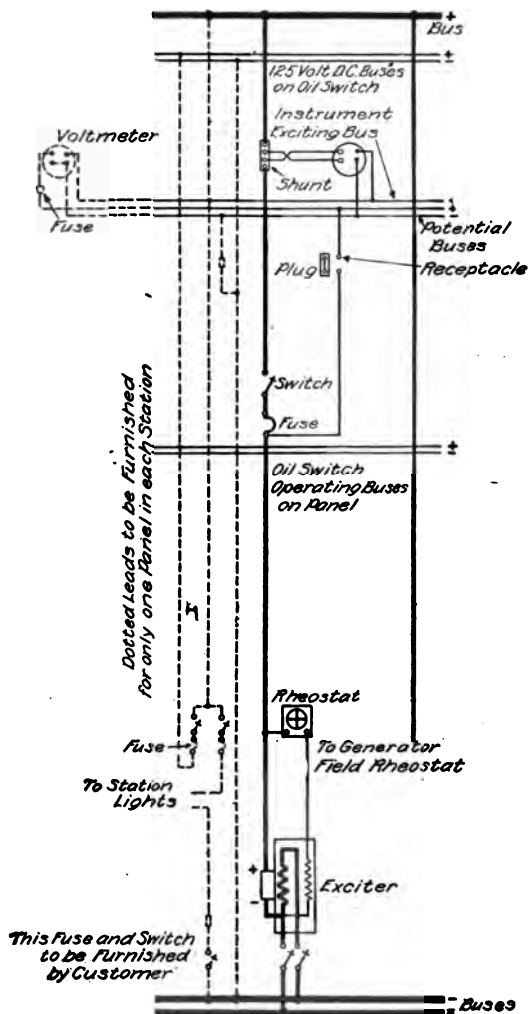 +
Bus
+
-
125 Volt D.C. Buses
on Oil Switch
Instrument
Exciting Bus
Voltmeter
Shunt
Fuse
+
-
Potential
Buses
Receptacle
Plug
Switch
Fuse
+
-
Oil Switch
Operating Buses
on Panel
Dotted Leads to be Furnished
for only one Panel in each Station
Rheostat
Fuse
To Generator
Field Rheostat
To Station
Lights
+
-
Exciter
This Fuse and Switch
to be Furnished
by Customer
-
Buses
=